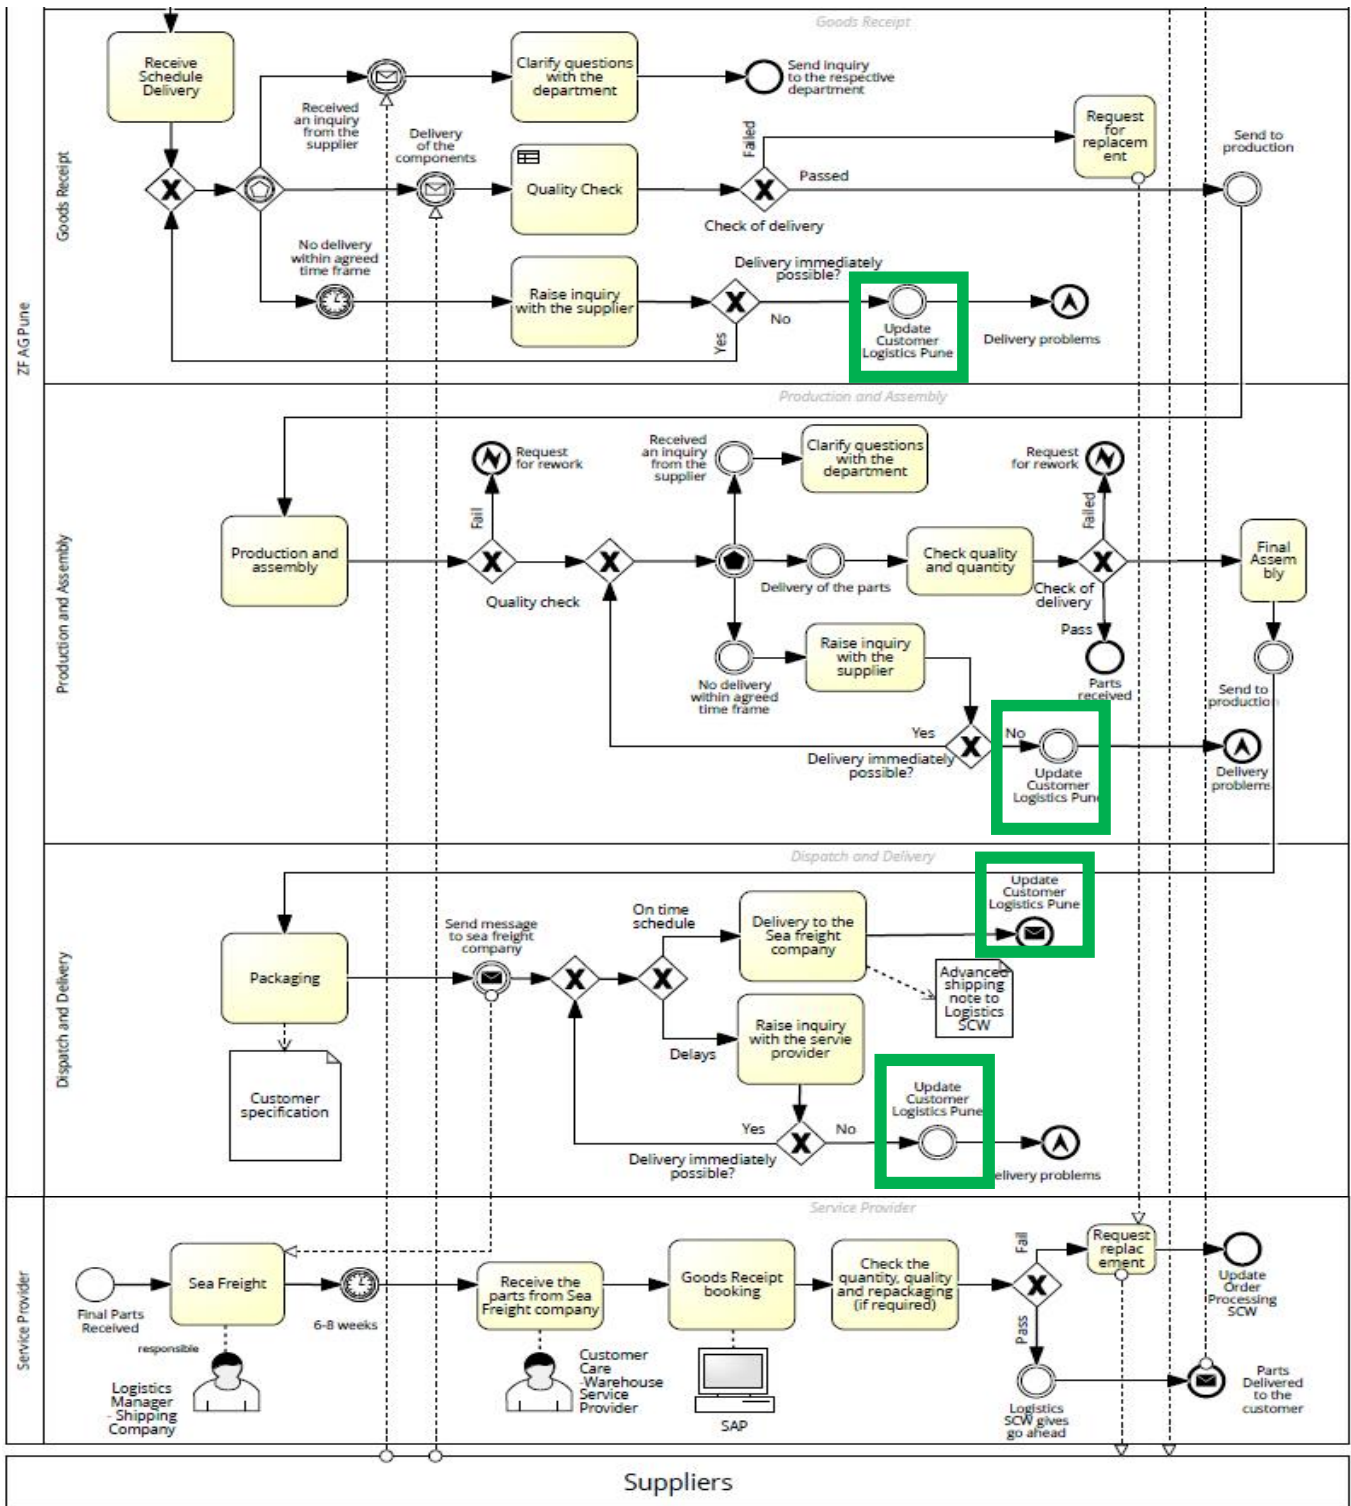 Goods Receipt
ZF AG Pune
Goods Receipt
Receive
Schedule
Delivery
Received
an inquiry
from the
supplier
Clarify questions
with the
department
Send inquiry
to the respective
department
Delivery
of the
components
Quality Check
Failed
Passed
Check of delivery
Request
for
replacem
ent
Send to
production
No delivery
within agreed
time frame
Raise inquiry
with the supplier
Delivery immediately
possible?
Yes
No
Update
Customer
Logistics Pune
Delivery problems
Production and Assembly
Production and Assembly
Production and
assembly
Request
for rework
Fail
Quality check
Received
an inquiry
from the
supplier
Clarify questions
with the
department
Delivery of the parts
Check quality
and quantity
Request
for rework
Failed
Check of
delivery
Pass
Parts
received
Final
Assem
bly
Send to
production
No delivery
within agreed
time frame
Raise inquiry
with the
supplier
Yes
Delivery immediately
possible?
No
Update
Customer
Logistics Pune
Delivery
problems
Dispatch and Delivery
Dispatch and Delivery
Packaging
Customer
specification
Send message
to sea freight
company
On time
schedule
Delivery to the
Sea freight
company
Update
Customer
Logistics Pune
Advanced
shipping
note to
Logistics
SCW
Delays
Raise inquiry
with the servie
provider
Yes
No
Delivery immediately
possible?
Update
Customer
Logistics Pune
elivery problems
Service Provider
Service Provider
Final Parts
Received
Sea Freight
responsible
Logistics
Manager
- Shipping
Company
6-8 weeks
Receive the
parts from Sea
Freight company
Customer
Care
-Warehouse
Service
Provider
Goods Receipt
booking
SAP
Check the
quantity, quality
and repackaging
(if required)
Fail
Pass
Request
replac
ement
Update
Order
Processing
SCW
Logistics
SCW gives
go ahead
Parts
Delivered
to the
customer
Suppliers